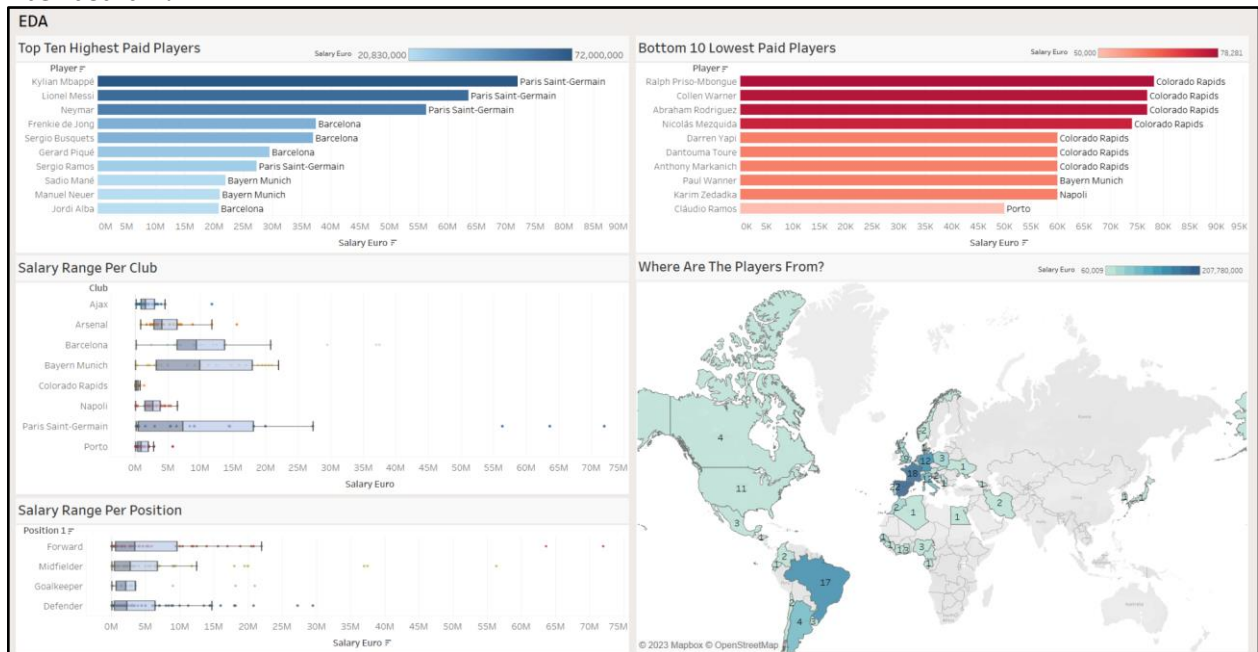 EDA
Top Ten Highest Paid Players
Salary Euro 20,830,000 72,000,000
Player
Kylian Mbappé Paris Saint-Germain
Lionel Messi Paris Saint-Germain
Neymar Paris Saint-Germain
Frenkie de Jong Barcelona
Sergio Busquets Barcelona
Gerard Piqué Barcelona
Sergio Ramos Paris Saint-Germain
Sadio Mané Bayern Munich
Manuel Neuer Bayern Munich
Jordi Alba Barcelona
0M 5M 10M 15M 20M 25M 30M 35M 40M 45M 50M 55M 60M 65M 70M 75M 80M 85M 90M
Salary Euro
Bottom 10 Lowest Paid Players
Salary Euro 50,000 78,281
Player
Ralph Priso-Mbongue Colorado Rapids
Collen Warner Colorado Rapids
Abraham Rodriguez Colorado Rapids
Nicolás Mezquida Colorado Rapids
Darren Yapi Colorado Rapids
Dantouma Toure Colorado Rapids
Anthony Markanich Colorado Rapids
Paul Wanner Bayern Munich
Karim Zedadka Napoli
Cláudio Ramos Porto
0K 5K 10K 15K 20K 25K 30K 35K 40K 45K 50K 55K 60K 65K 70K 75K 80K 85K 90K 95K
Salary Euro
Salary Range Per Club
Club
Ajax
Arsenal
Barcelona
Bayern Munich
Colorado Rapids
Napoli
Paris Saint-Germain
Porto
0M 5M 10M 15M 20M 25M 30M 35M 40M 45M 50M 55M 60M 65M 70M 75M
Salary Euro
Salary Range Per Position
Position 1
Forward
Midfielder
Goalkeeper
Defender
0M 5M 10M 15M 20M 25M 30M 35M 40M 45M 50M 55M 60M 65M 70M 75M
Salary Euro
Where Are The Players From?
Salary Euro 60,009 207,780,000
4
2
12 3
18 1
11
2 1 2
3
1
2 3
17
2
4 3
© 2023 Mapbox © OpenStreetMap